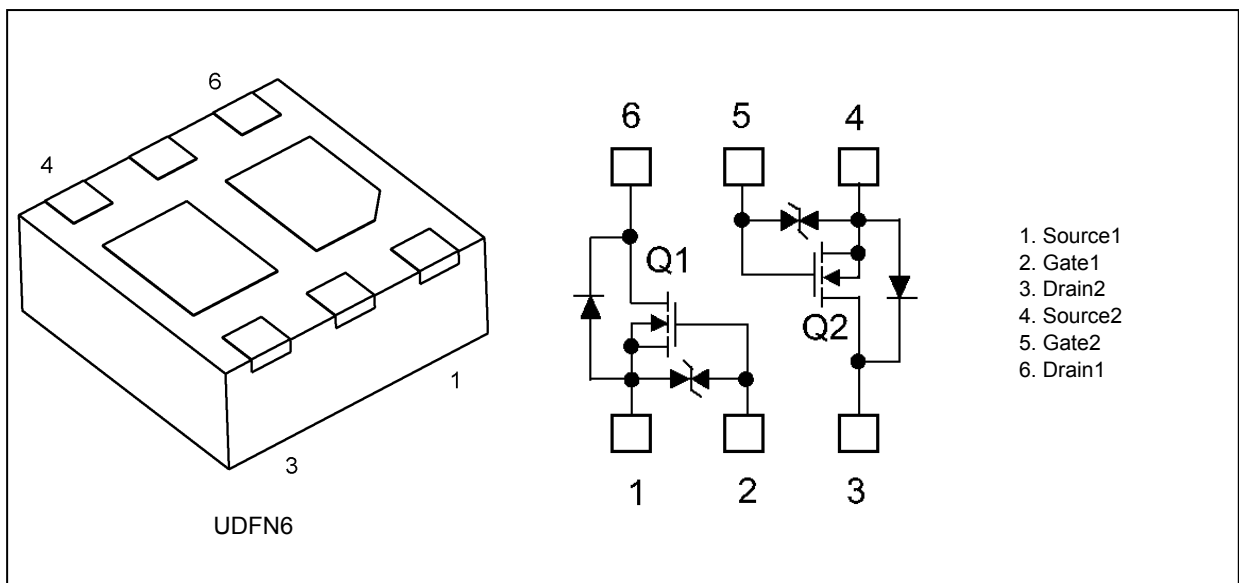 6
4
1
3
UDFN6
6 5 4
Q1
Q2
1 2 3
1. Source1
2. Gate1
3. Drain2
4. Source2
5. Gate2
6. Drain1